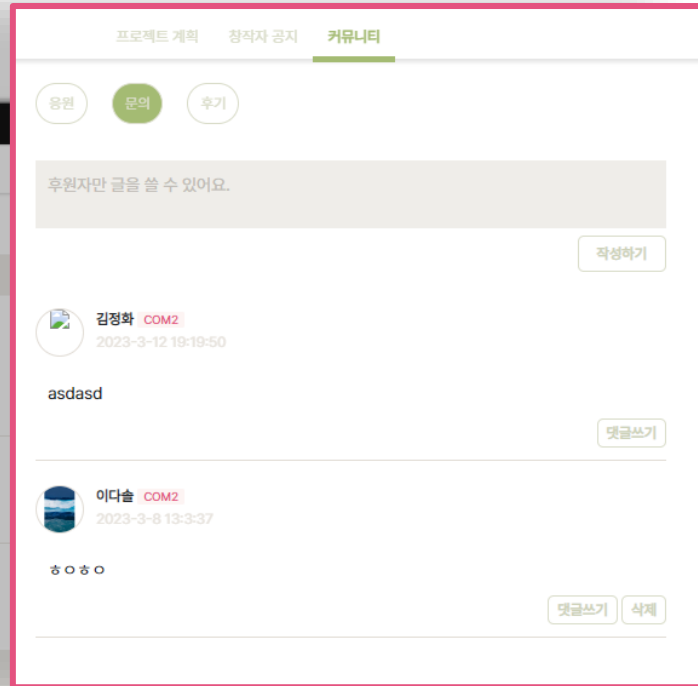 프로젝트 계획 창작자 공지 커뮤니티
응원 문의 후기
후원자만 글을 쓸 수 있어요.
작성하기
김정화 COM2
2023-3-12 19:19:50
asdasd
댓글쓰기
이다솔 COM2
2023-3-8 13:3:37
ㅎㅇㅎㅇ
댓글쓰기 삭제